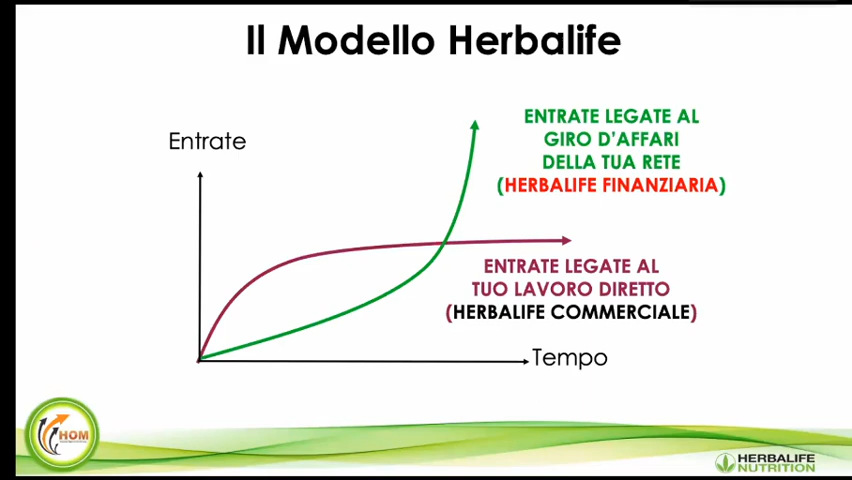 Il Modello Herbalife
Entrate
ENTRATE LEGATE AL
GIRO D'AFFARI
DELLA TUA RETE
(HERBALIFE FINANZIARIA)
ENTRATE LEGATE AL
TUO LAVORO DIRETTO
(HERBALIFE COMMERCIALE)
Tempo
HOM
HERBALIFE
NUTRITION